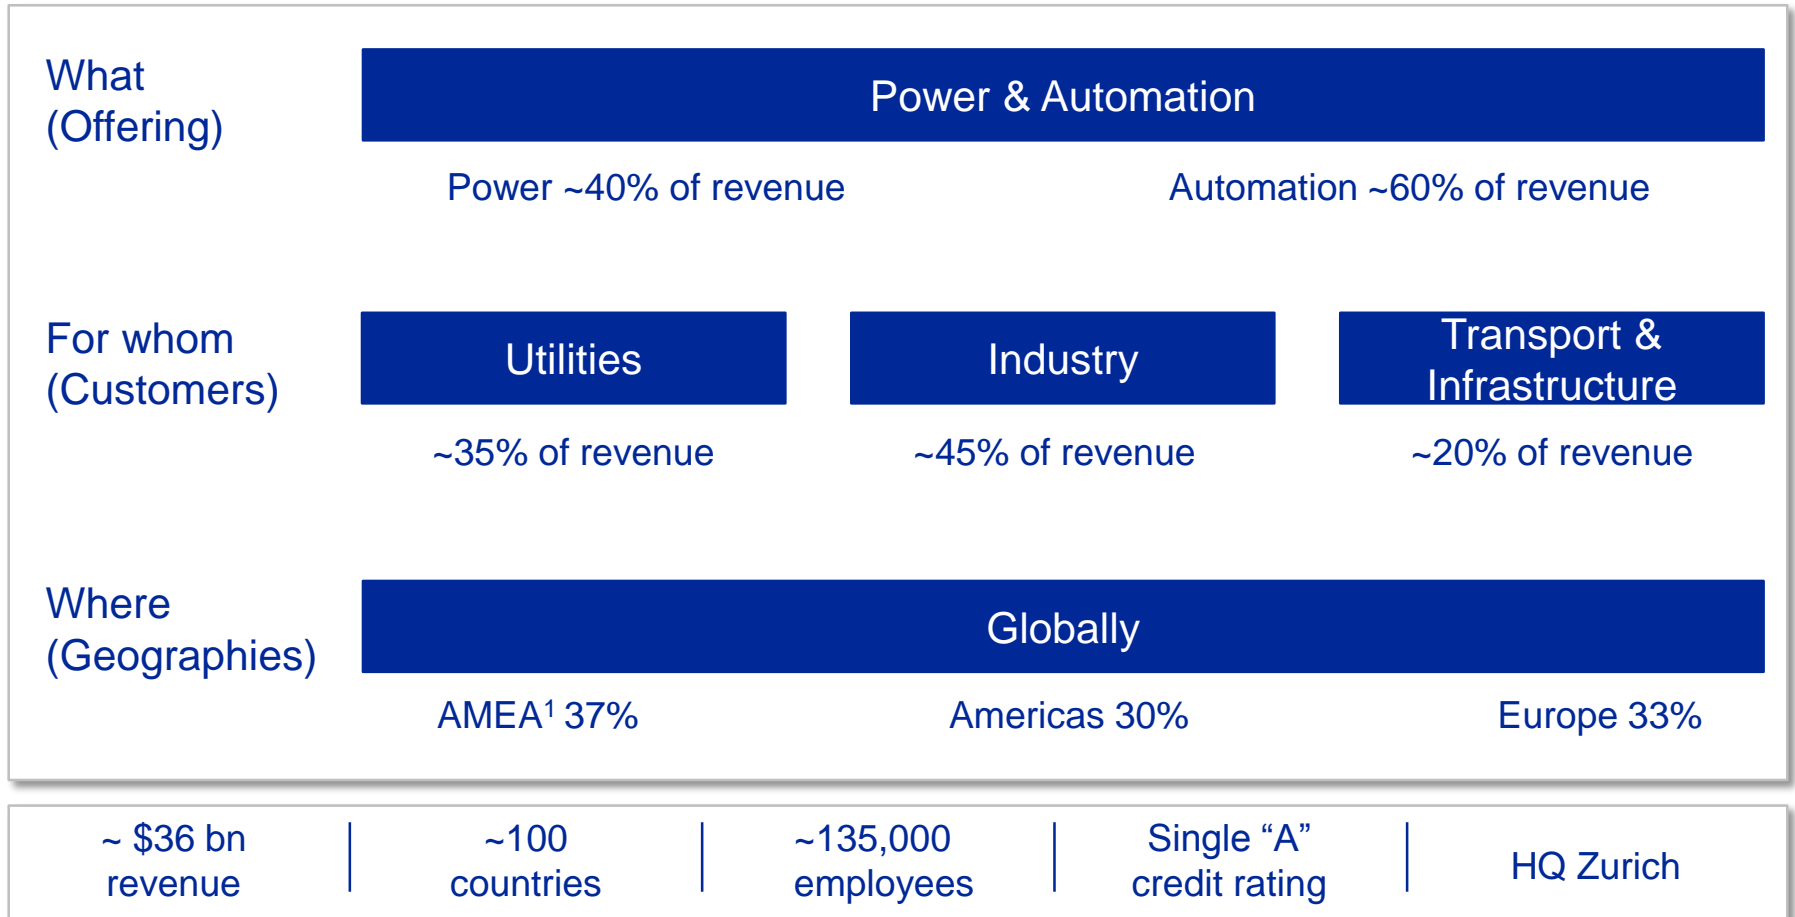 What
(Offering)
Power & Automation
Power ~40% of revenue
Automation ~60% of revenue
For whom
(Customers)
Utilities
Industry
Transport &
Infrastructure
~35% of revenue
~45% of revenue
~20% of revenue
Where
(Geographies)
Globally
AMEA¹ 37%
Americas 30%
Europe 33%
~ $36 bn
revenue
~100
countries
~135,000
employees
Single “A”
credit rating
HQ Zurich